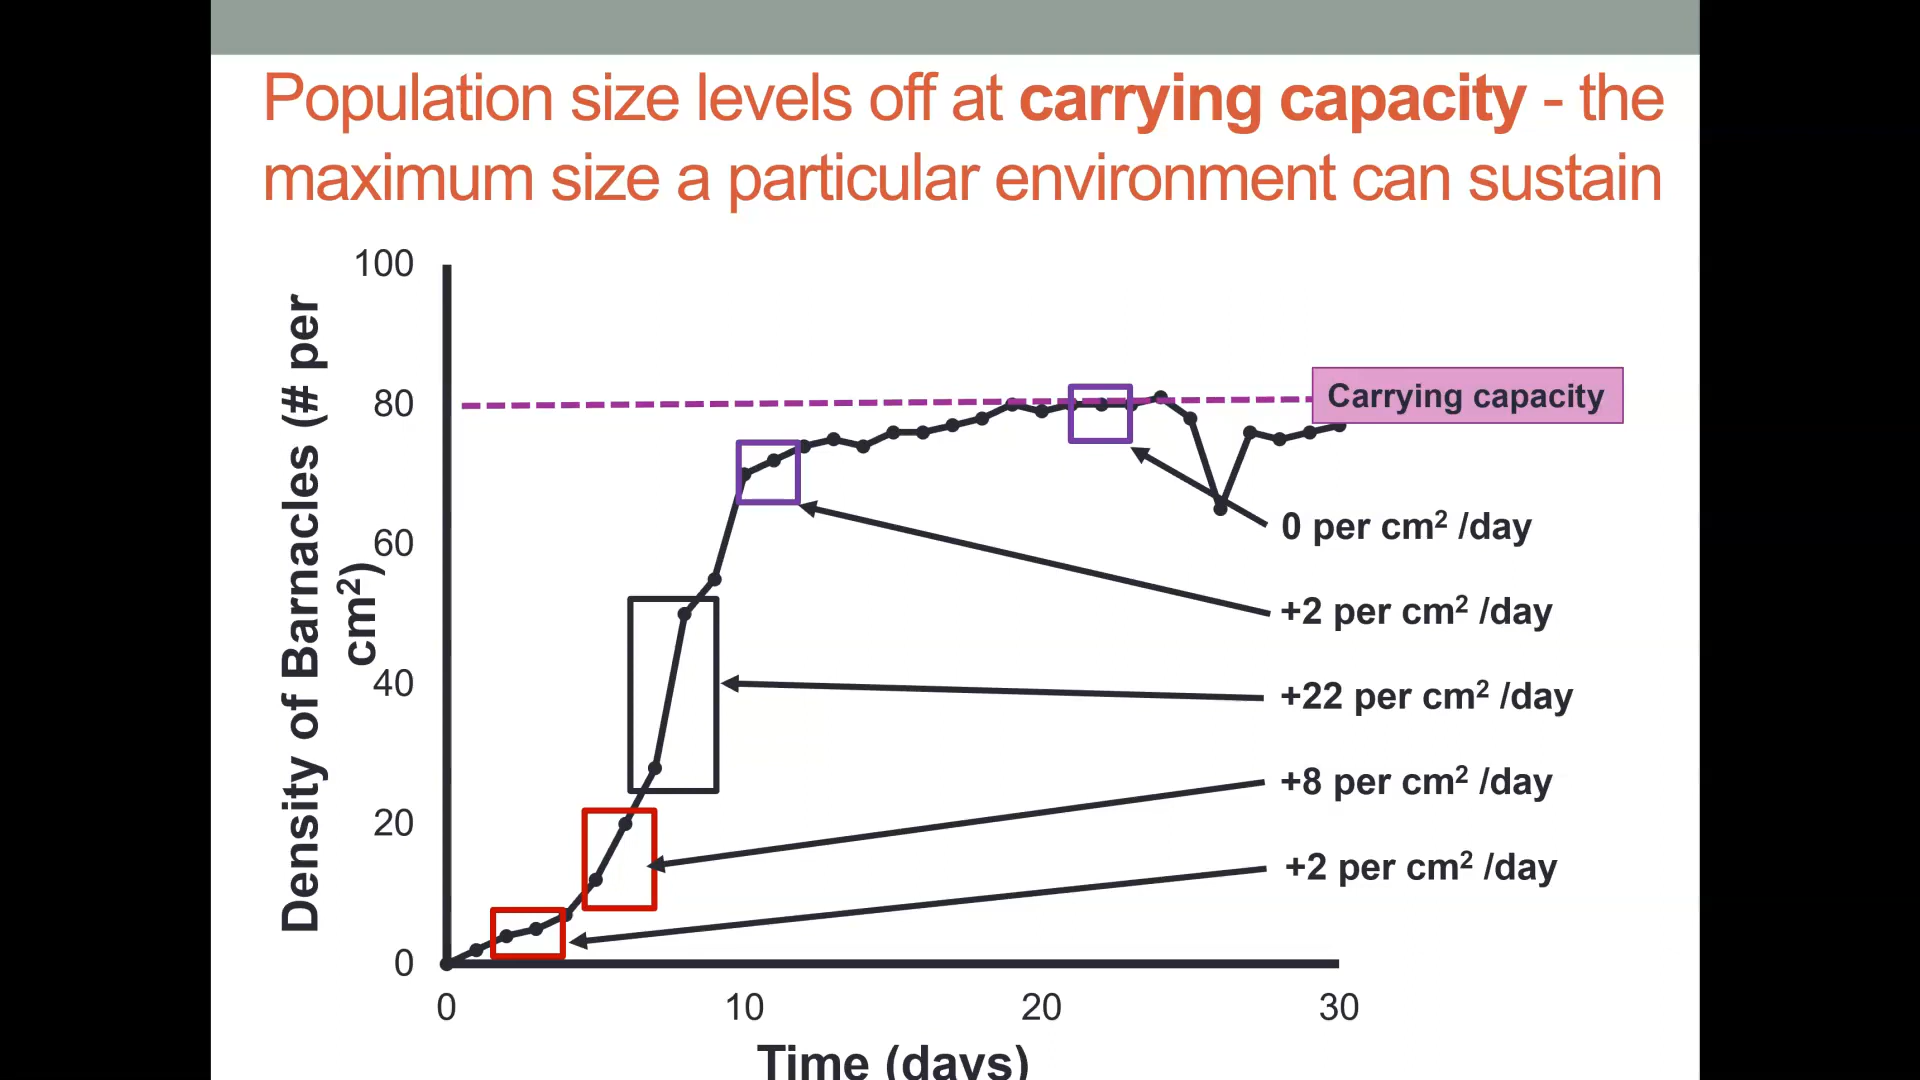 Population size levels off at carrying capacity - the
maximum size a particular environment can sustain
Density of Barnacles (# per
cm²)
100
80
60
40
20
0
Carrying capacity
0 per cm² /day
+2 per cm² /day
+22 per cm² /day
+8 per cm² /day
+2 per cm² /day
0 10 20 30
Time (days)